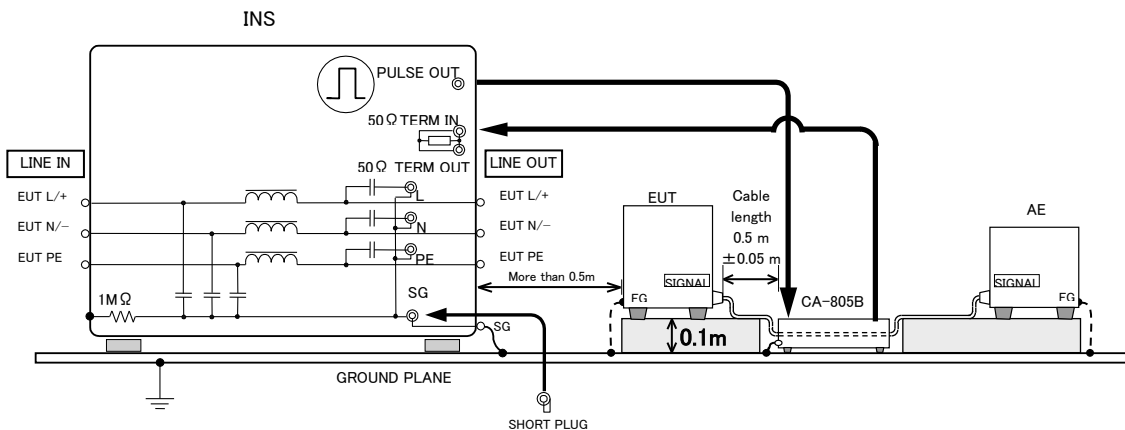 INS
PULSE OUT
50Ω TERM IN
50Ω TERM OUT
LINE IN
LINE OUT
EUT L/+
L
EUT L/+
EUT N/−
N
EUT N/−
EUT PE
PE
EUT PE
1MΩ
SG
SG
More than 0.5m
EUT
SIGNAL
FG
Cable
length
0.5 m
±0.05 m
CA-805B
AE
SIGNAL
FG
0.1m
GROUND PLANE
SHORT PLUG